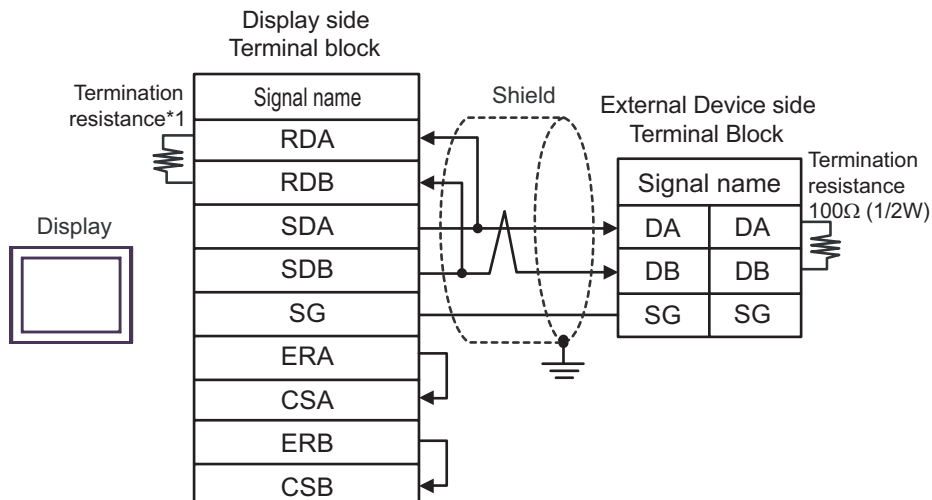 Display side
Terminal block
Termination
resistance*1
Signal name
RDA
RDB
SDA
SDB
SG
ERA
CSA
ERB
CSB
Display
Shield
External Device side
Terminal Block
Signal name
DA DA
DB DB
SG SG
Termination
resistance
100Ω (1/2W)